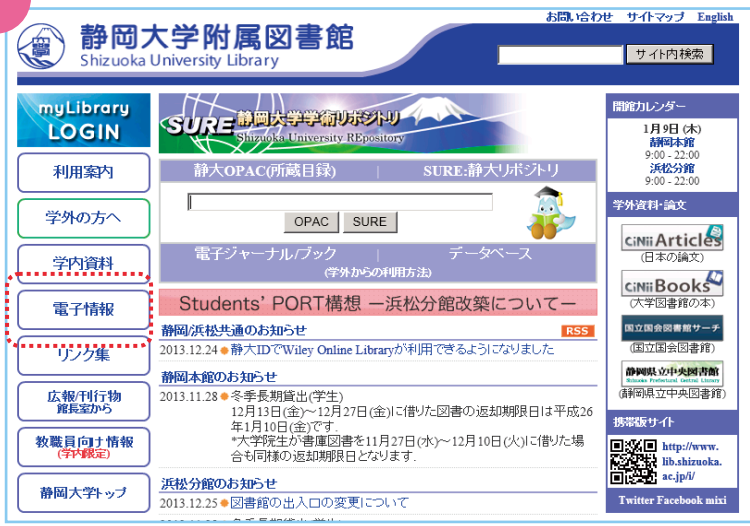 お問い合わせ サイトマップ English
静岡大学附属図書館
Shizuoka University Library
サイト内検索
myLibrary
LOGIN
利用案内
学外の方へ
学内資料
電子情報
リンク集
広報/刊行物
館長室から
教職員向け情報
(学内限定)
静岡大学トップ
SURE 静岡大学学術リポジトリ
Shizuoka University REpository
静大OPAC(所蔵目録) | SURE:静大リポジトリ
OPAC SURE
電子ジャーナル/ブック | データベース
(学外からの利用方法)
Students' PORT構想 ー浜松分館改築についてー
静岡/浜松共通のお知らせ RSS
2013.12.24 静大IDでWiley Online Libraryが利用できるようになりました
静岡本館のお知らせ
2013.11.28 冬季長期貸出(学生)
12月13日(金)～12月27日(金)に借りた図書の返却期限日は平成26
年1月10日(金)です.
*大学院生が書庫図書を11月27日(水)～12月10日(火)に借りた場
合も同様の返却期限日となります.
浜松分館のお知らせ
2013.12.25 図書館の出入口の変更について
開館カレンダー
1月9日 (木)
静岡本館
9:00 - 22:00
浜松分館
9:00 - 22:00
学外資料・論文
CiNii Articles
(日本の論文)
CiNii Books
(大学図書館の本)
国立国会図書館サーチ
(国立国会図書館)
静岡県立中央図書館
Shizuoka Prefectural Central Library
(静岡県立中央図書館)
携帯版サイト
http://www.
lib.shizuoka.
ac.jp/i/
Twitter Facebook mixi